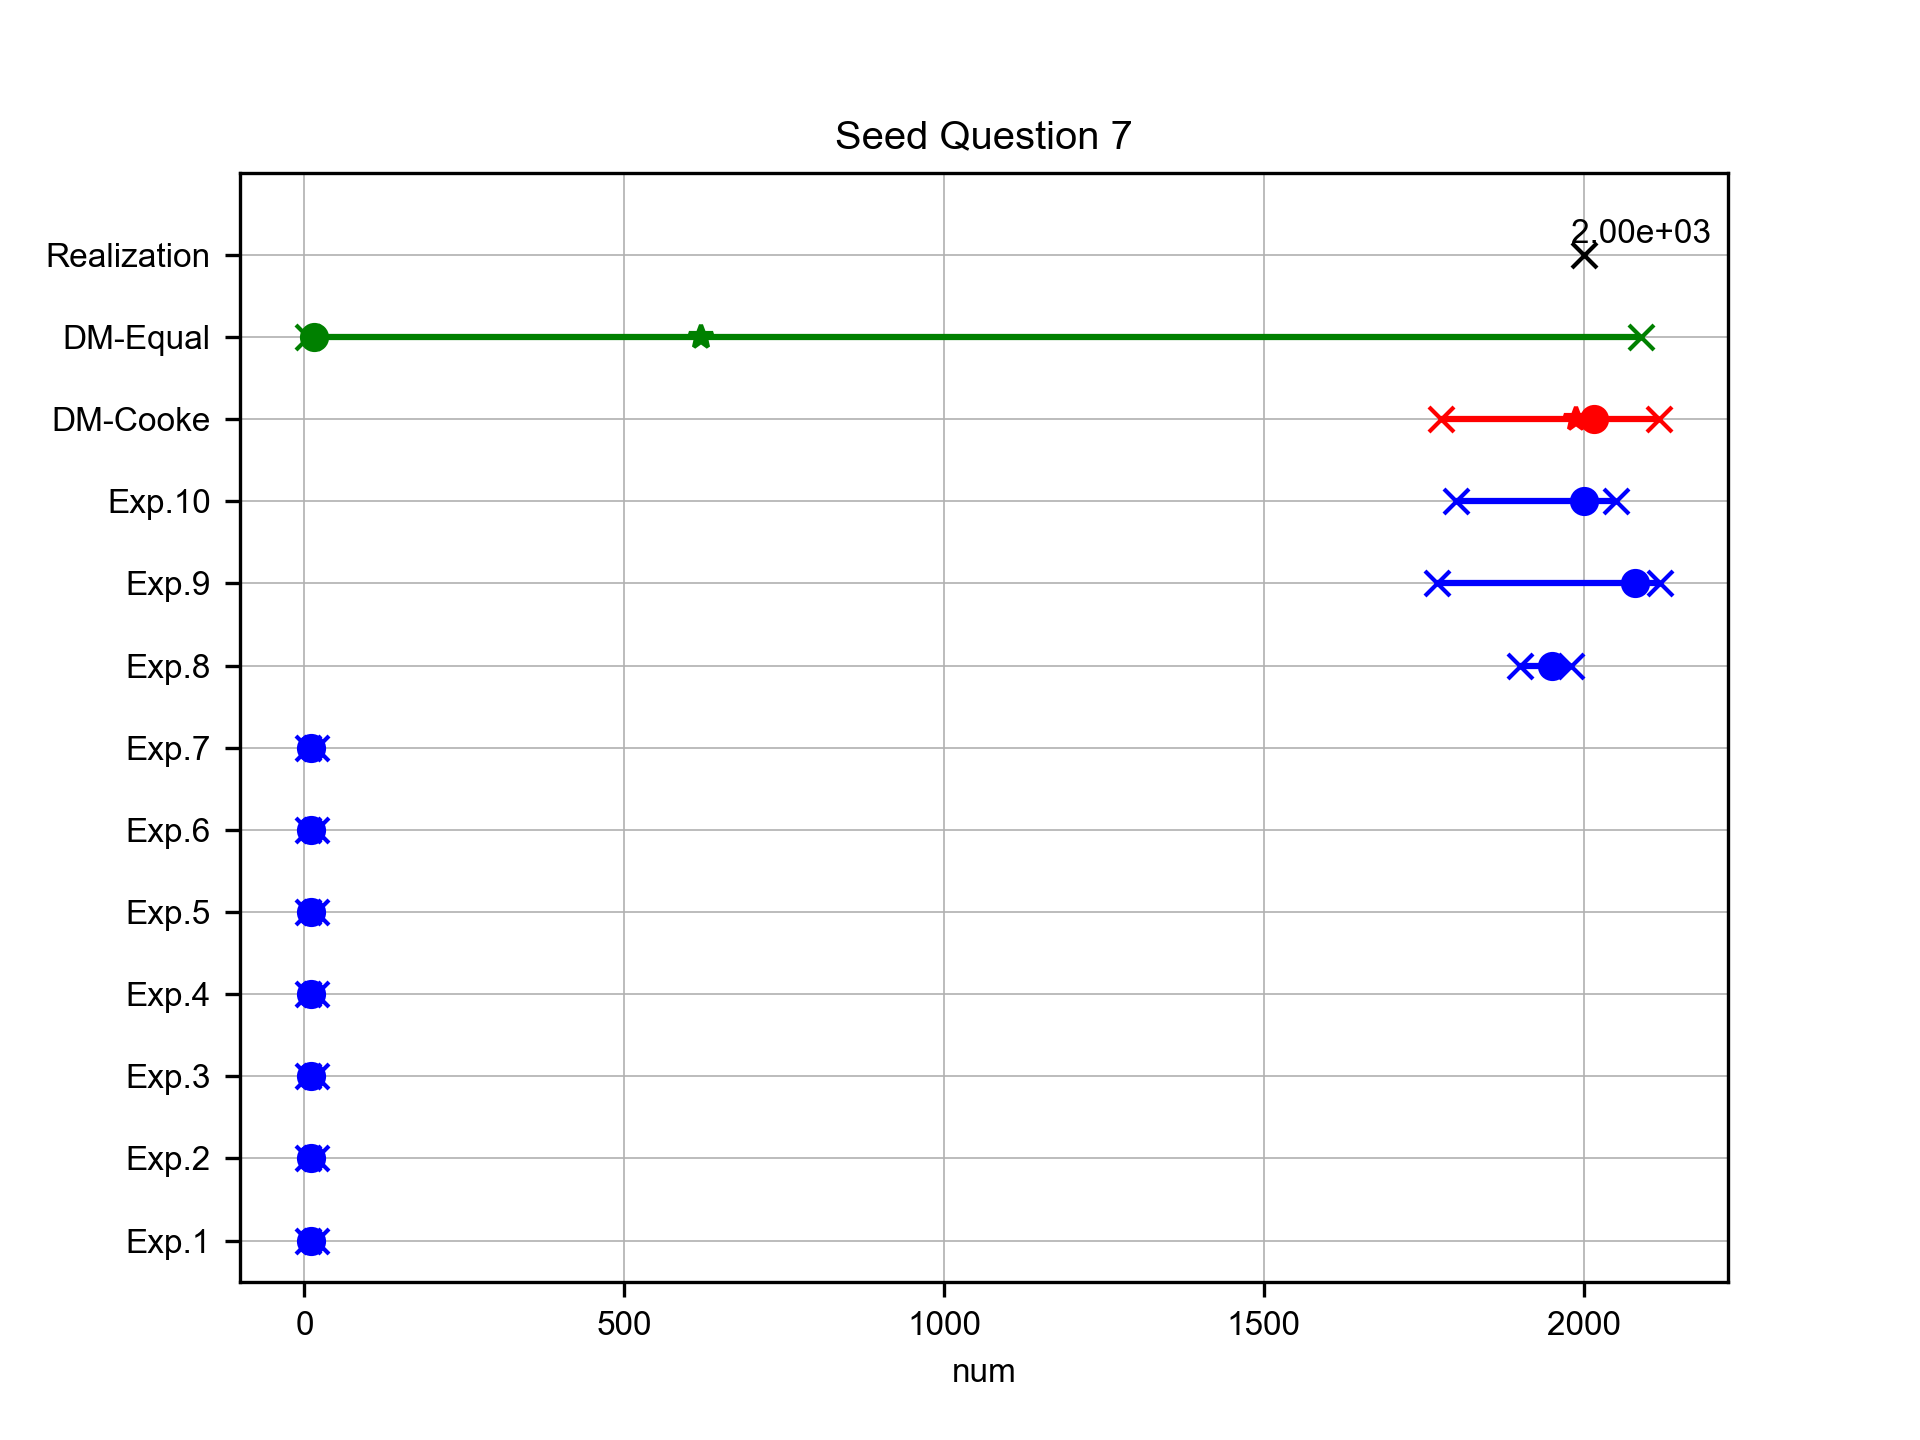 Seed Question 7
2.00e+03
Realization
DM-Equal
DM-Cooke
Exp.10
Exp.9
Exp.8
Exp.7
Exp.6
Exp.5
Exp.4
Exp.3
Exp.2
Exp.1
0 500 1000 1500 2000
num